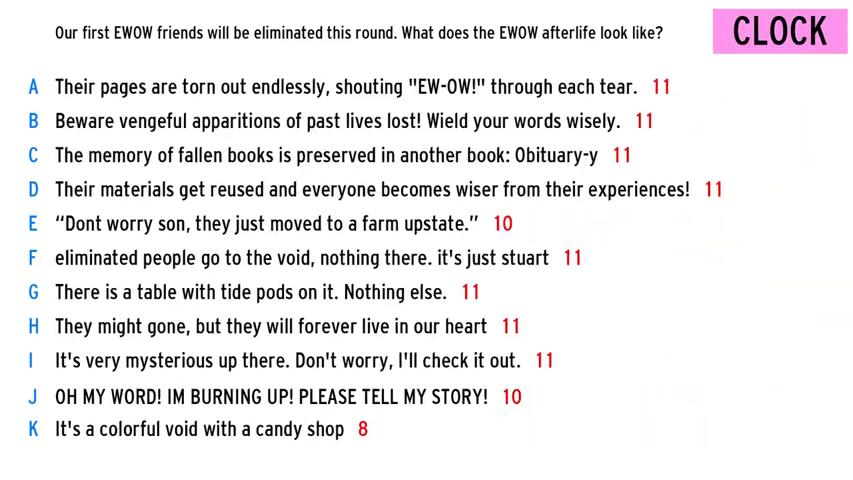 Our first EWOW friends will be eliminated this round. What does the EWOW afterlife look like?
CLOCK
A Their pages are torn out endlessly, shouting "EW-OW!" through each tear. 11
B Beware vengeful apparitions of past lives lost! Wield your words wisely. 11
C The memory of fallen books is preserved in another book: Obituary-y 11
D Their materials get reused and everyone becomes wiser from their experiences! 11
E “Dont worry son, they just moved to a farm upstate.” 10
F eliminated people go to the void, nothing there. it's just stuart 11
G There is a table with tide pods on it. Nothing else. 11
H They might gone, but they will forever live in our heart 11
I It's very mysterious up there. Don't worry, I'll check it out. 11
J OH MY WORD! IM BURNING UP! PLEASE TELL MY STORY! 10
K It's a colorful void with a candy shop 8